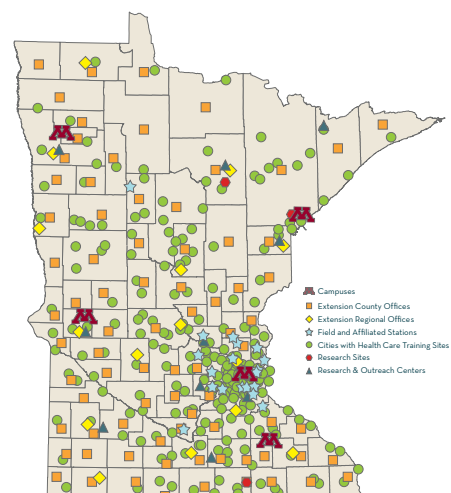 M
M
M
M
M
M Campuses
Extension County Offices
Extension Regional Offices
Field and Affiliated Stations
Cities with Health Care Training Sites
Research Sites
Research & Outreach Centers